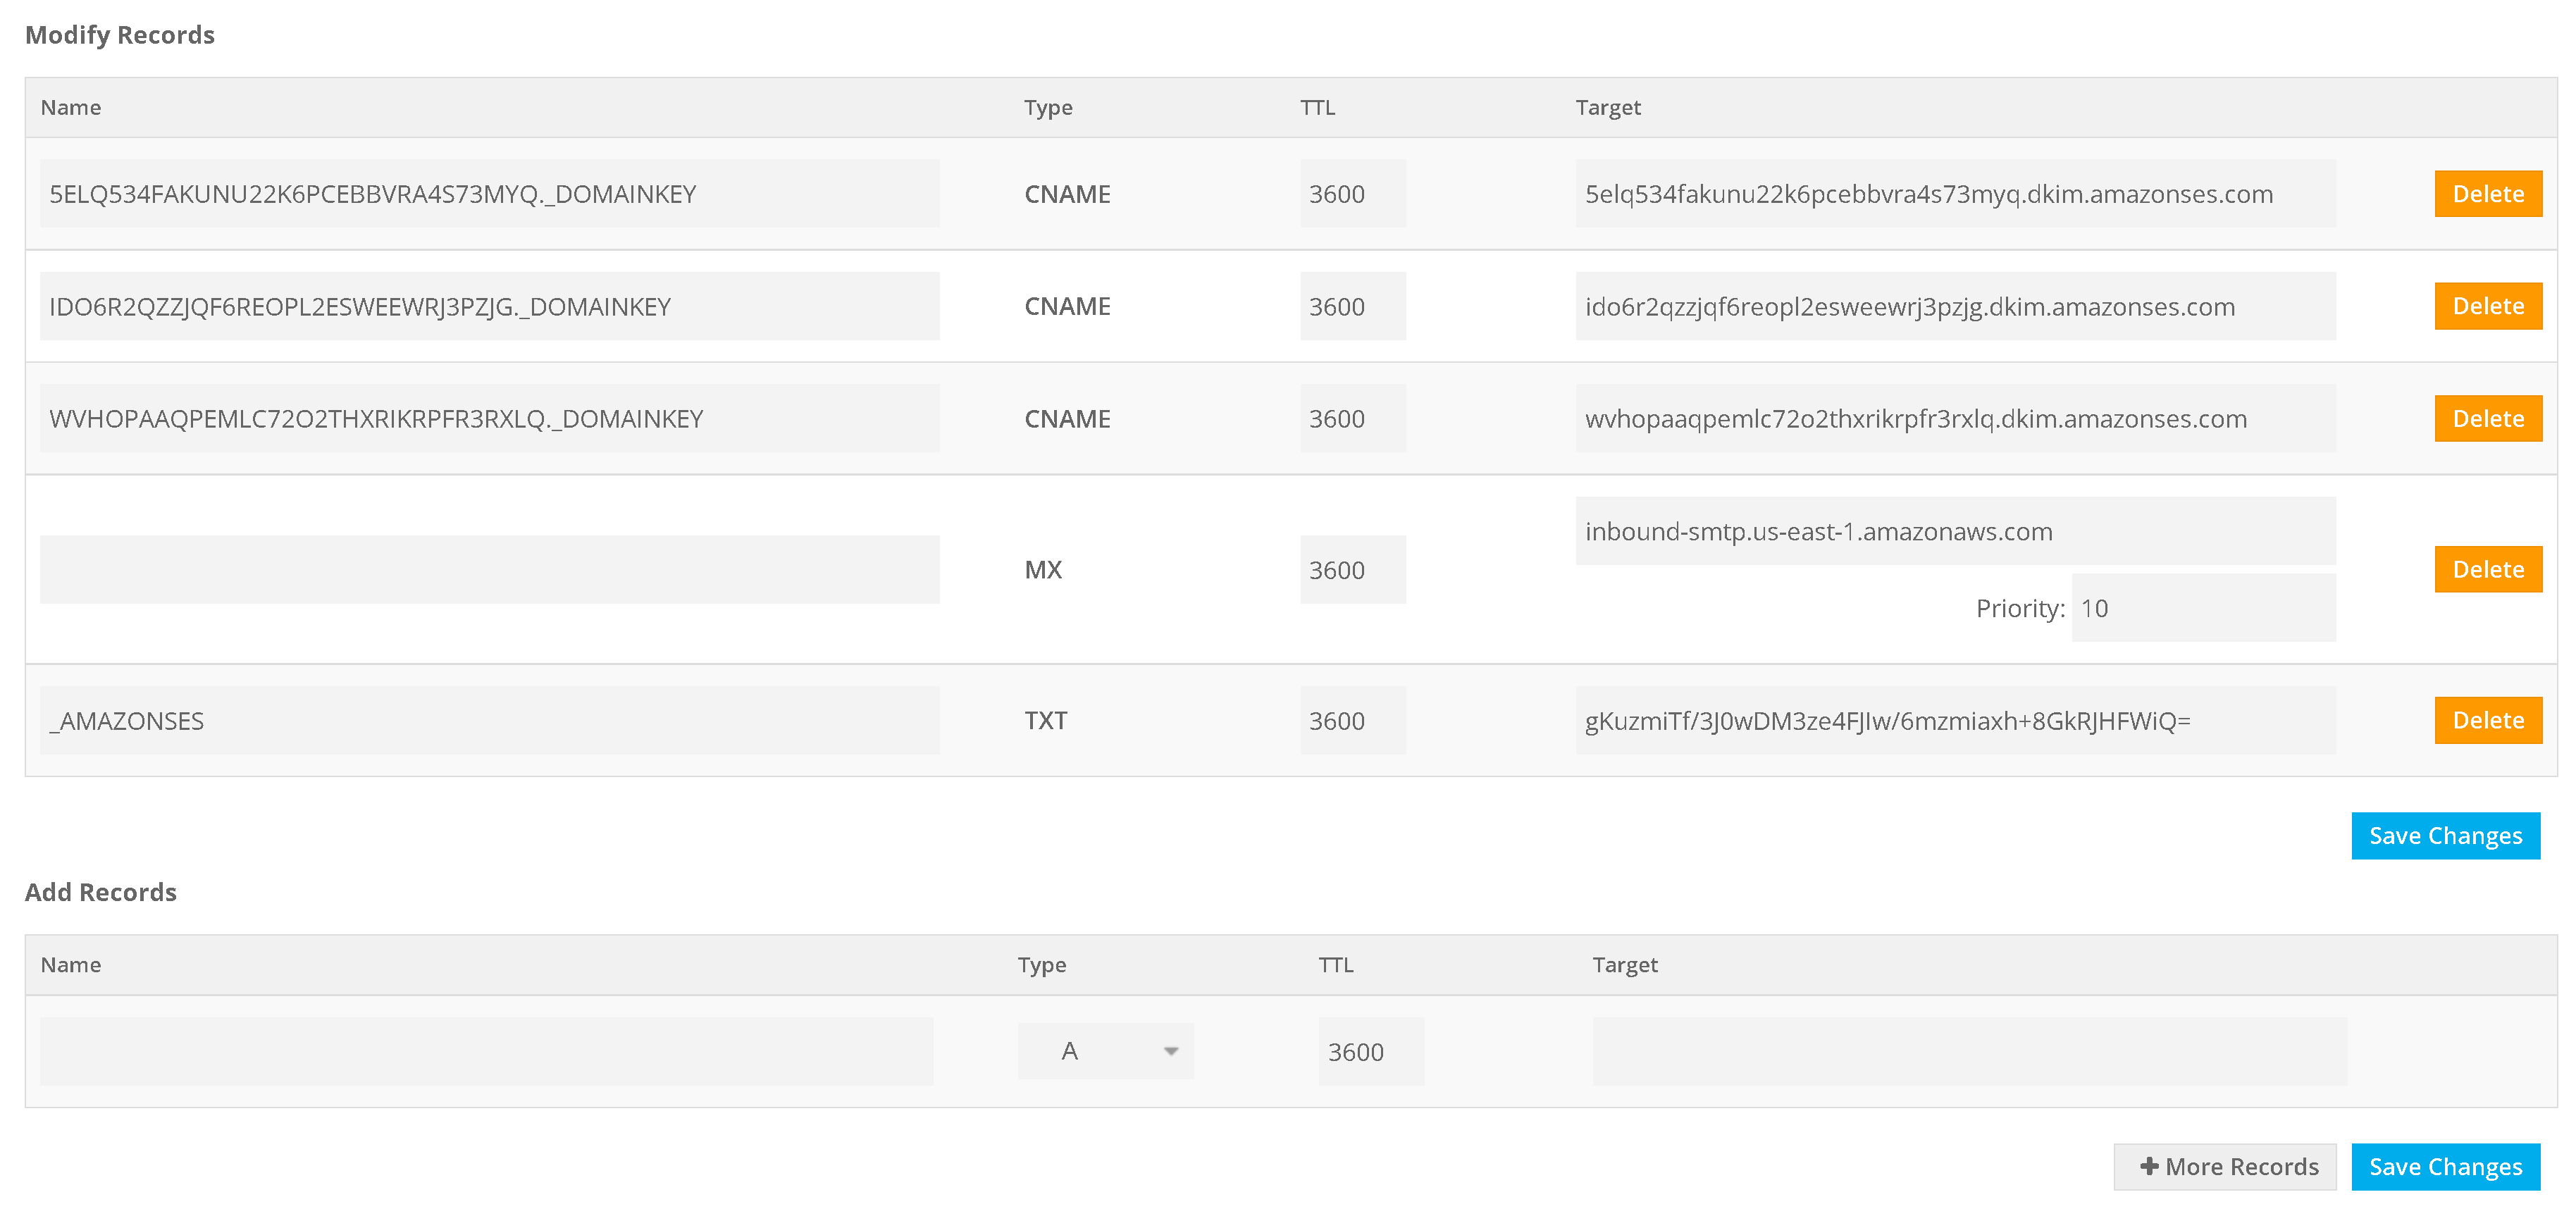 Modify Records
Name Type TTL Target
5ELQ534FAKUNU22K6PCEBBVRA4S73MYQ._DOMAINKEY CNAME 3600 5elq534fakunu22k6pcebbvra4s73myq.dkim.amazonses.com Delete
IDO6R2QZZJQF6REOPL2ESWEEWRJ3PZJG._DOMAINKEY CNAME 3600 ido6r2qzzjqf6reopl2esweewrj3pzjg.dkim.amazonses.com Delete
WVHOPAAQPEMLC72O2THXRIKRPFR3RXLQ._DOMAINKEY CNAME 3600 wvhopaaqpemlc72o2thxrikrpfr3rxlq.dkim.amazonses.com Delete
inbound-smtp.us-east-1.amazonaws.com
MX 3600 Delete
Priority: 10
_AMAZONSES TXT 3600 gKuzmiTf/3J0wDM3ze4FJIw/6mzmiaxh+8GkRJHFWiQ= Delete
Save Changes
Add Records
Name Type TTL Target
A 3600
More Records Save Changes